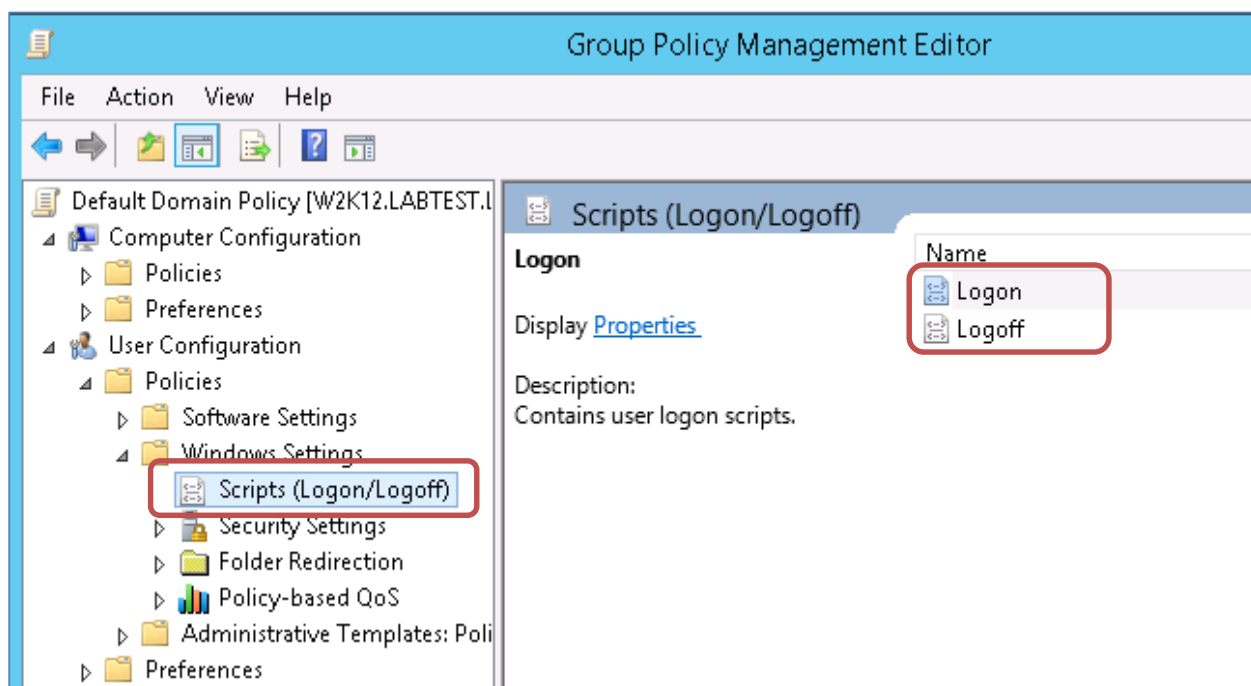 Group Policy Management Editor
File Action View Help
Default Domain Policy [W2K12.LABTEST.L
Computer Configuration
Policies
Preferences
User Configuration
Policies
Software Settings
Windows Settings
Scripts (Logon/Logoff)
Security Settings
Folder Redirection
Policy-based QoS
Administrative Templates: Poli
Preferences
Scripts (Logon/Logoff)
Logon
Display Properties
Description:
Contains user logon scripts.
Name
Logon
Logoff